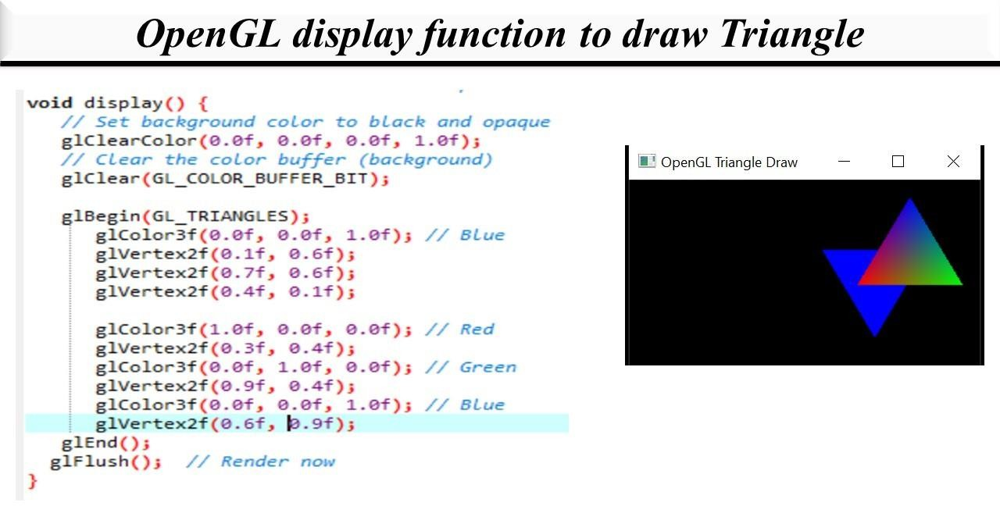 OpenGL display function to draw Triangle
void display() {
// Set background color to black and opaque
glClearColor(0.0f, 0.0f, 0.0f, 1.0f);
// Clear the color buffer (background)
glClear(GL_COLOR_BUFFER_BIT);
glBegin(GL_TRIANGLES);
glColor3f(0.0f, 0.0f, 1.0f); // Blue
glVertex2f(0.1f, 0.6f);
glVertex2f(0.7f, 0.6f);
glVertex2f(0.4f, 0.1f);
glColor3f(1.0f, 0.0f, 0.0f); // Red
glVertex2f(0.3f, 0.4f);
glColor3f(0.0f, 1.0f, 0.0f); // Green
glVertex2f(0.9f, 0.4f);
glColor3f(0.0f, 0.0f, 1.0f); // Blue
glVertex2f(0.6f, 0.9f);
glEnd();
glFlush(); // Render now
}
OpenGL Triangle Draw